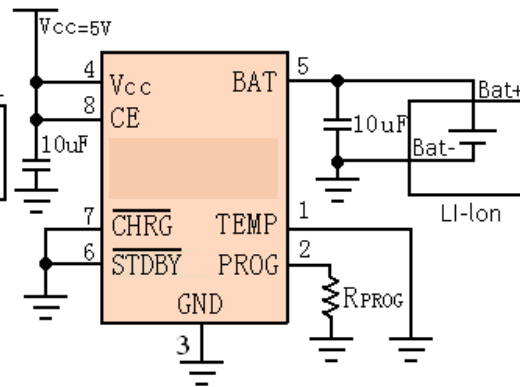 Vcc=5V
4
Vcc
BAT
5
8
CE
Bat+
10uF
10uF
Bat-
7
CHRG
TEMP
1
LI-lon
6
STDBY
PROG
2
GND
RPROG
3